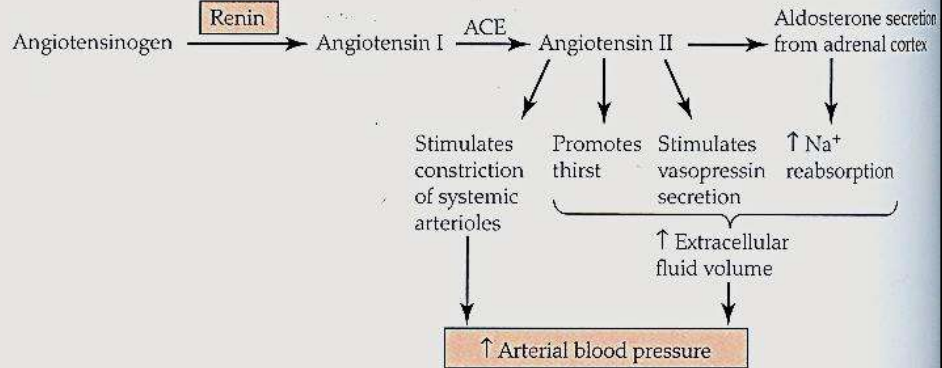 Renin
Angiotensinogen
Angiotensin I
ACE
Angiotensin II
Aldosterone secretion
from adrenal cortex
Stimulates
constriction
of systemic
arterioles
Promotes
thirst
Stimulates
vasopressin
secretion
↑ Na⁺
reabsorption
↑ Extracellular
fluid volume
↑ Arterial blood pressure